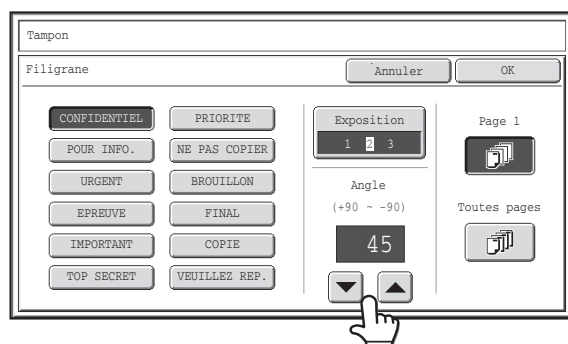 Tampon
Filigrane
Annuler
OK
CONFIDENTIEL
PRIORITE
POUR INFO.
NE PAS COPIER
URGENT
BROUILLON
EPREUVE
FINAL
IMPORTANT
COPIE
TOP SECRET
VEUILLEZ REP.
Exposition
1 2 3
Angle
(+90 ~ -90)
45
Page 1
Toutes pages